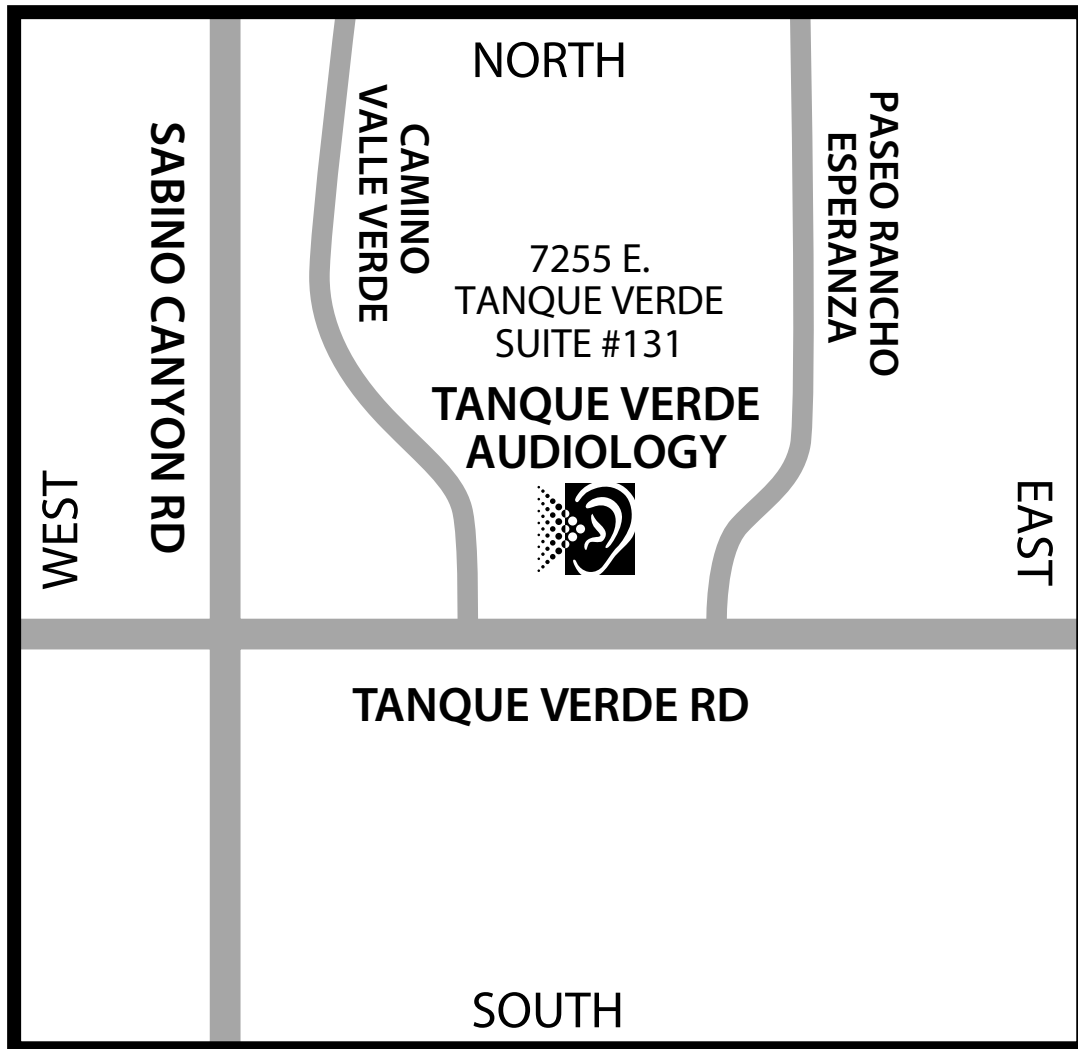 NORTH
SABINO CANYON RD
CAMINO
VALLE VERDE
PASEO RANCHO
ESPERANZA
7255 E.
TANQUE VERDE
SUITE #131
TANQUE VERDE
AUDIOLOGY
WEST
EAST
TANQUE VERDE RD
SOUTH